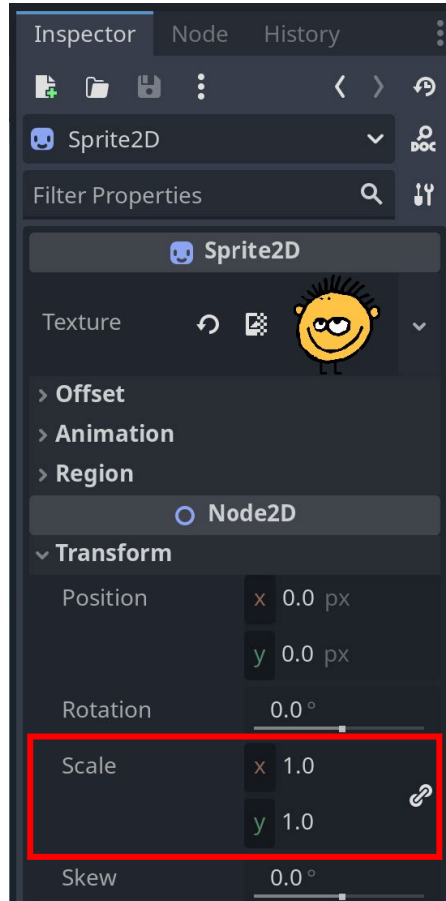 Inspector Node History
Sprite2D
DOC
Filter Properties
Sprite2D
Texture
Offset
Animation
Region
Node2D
Transform
Position x 0.0 px
y 0.0 px
Rotation 0.0 °
Scale x 1.0
y 1.0
Skew 0.0 °